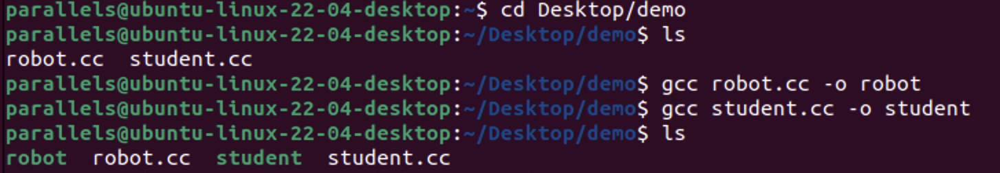 parallels@ubuntu-linux-22-04-desktop:~$ cd Desktop/demo
parallels@ubuntu-linux-22-04-desktop:~/Desktop/demo$ ls
robot.cc  student.cc
parallels@ubuntu-linux-22-04-desktop:~/Desktop/demo$ gcc robot.cc -o robot
parallels@ubuntu-linux-22-04-desktop:~/Desktop/demo$ gcc student.cc -o student
parallels@ubuntu-linux-22-04-desktop:~/Desktop/demo$ ls
robot  robot.cc  student  student.cc